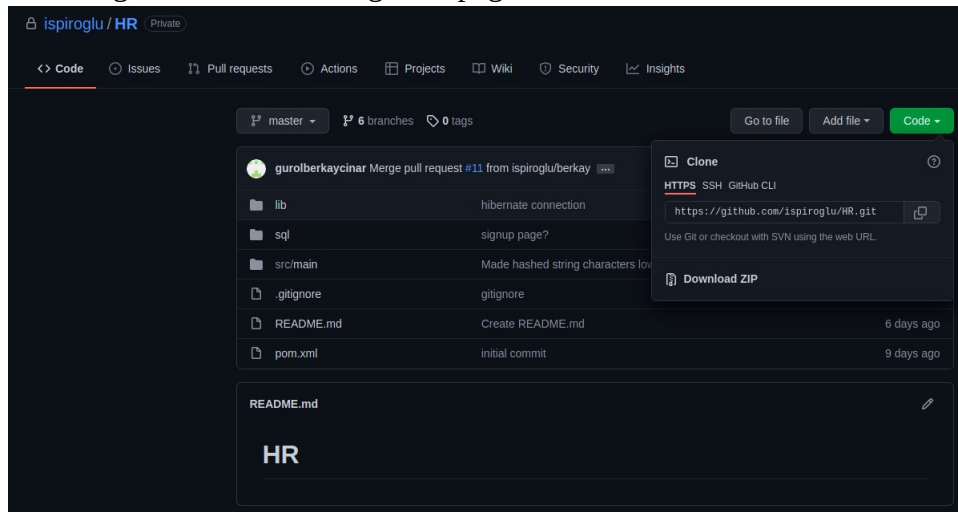 ispiroglu / HR Private
Code Issues Pull requests Actions Projects Wiki Security Insights
master 6 branches 0 tags Go to file Add file Code
gurolberkaycinar Merge pull request #11 from ispiroglu/berkay ...
lib hibernate connection
sql signup page?
src/main Made hashed string characters
.gitignore gitignore
README.md Create README.md 6 days ago
pom.xml initial commit 9 days ago
Clone
HTTPS SSH GitHub CLI
https://github.com/ispiroglu/HR.git
Use Git or checkout with SVN using the web URL.
Download ZIP
README.md
HR